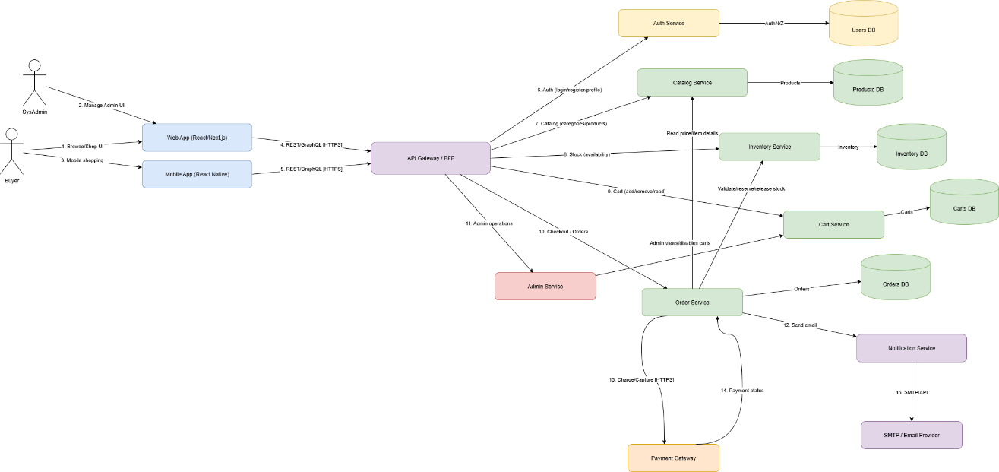 Auth Service
AuthN/Z
Users DB
SysAdmin
2. Manage Admin UI
Catalog Service
Products
Products DB
6. Auth (login/register/profile)
7. Catalog (categories/products)
Web App (React/Next.js)
1. Browse/Shop UI
3. Mobile shopping
Buyer
4. REST/GraphQL [HTTPS]
Mobile App (React Native)
5. REST/GraphQL [HTTPS]
API Gateway / BFF
Read price/item details
Inventory Service
Inventory
Inventory DB
8. Stock (availability)
Validate/reserve/release stock
9. Cart (add/remove/read)
Cart Service
Carts
Carts DB
11. Admin operations
10. Checkout / Orders
Admin views/disables carts
Admin Service
Order Service
Orders
Orders DB
12. Send email
Notification Service
13. Charge/Capture [HTTPS]
14. Payment status
15. SMTP/API
SMTP / Email Provider
Payment Gateway